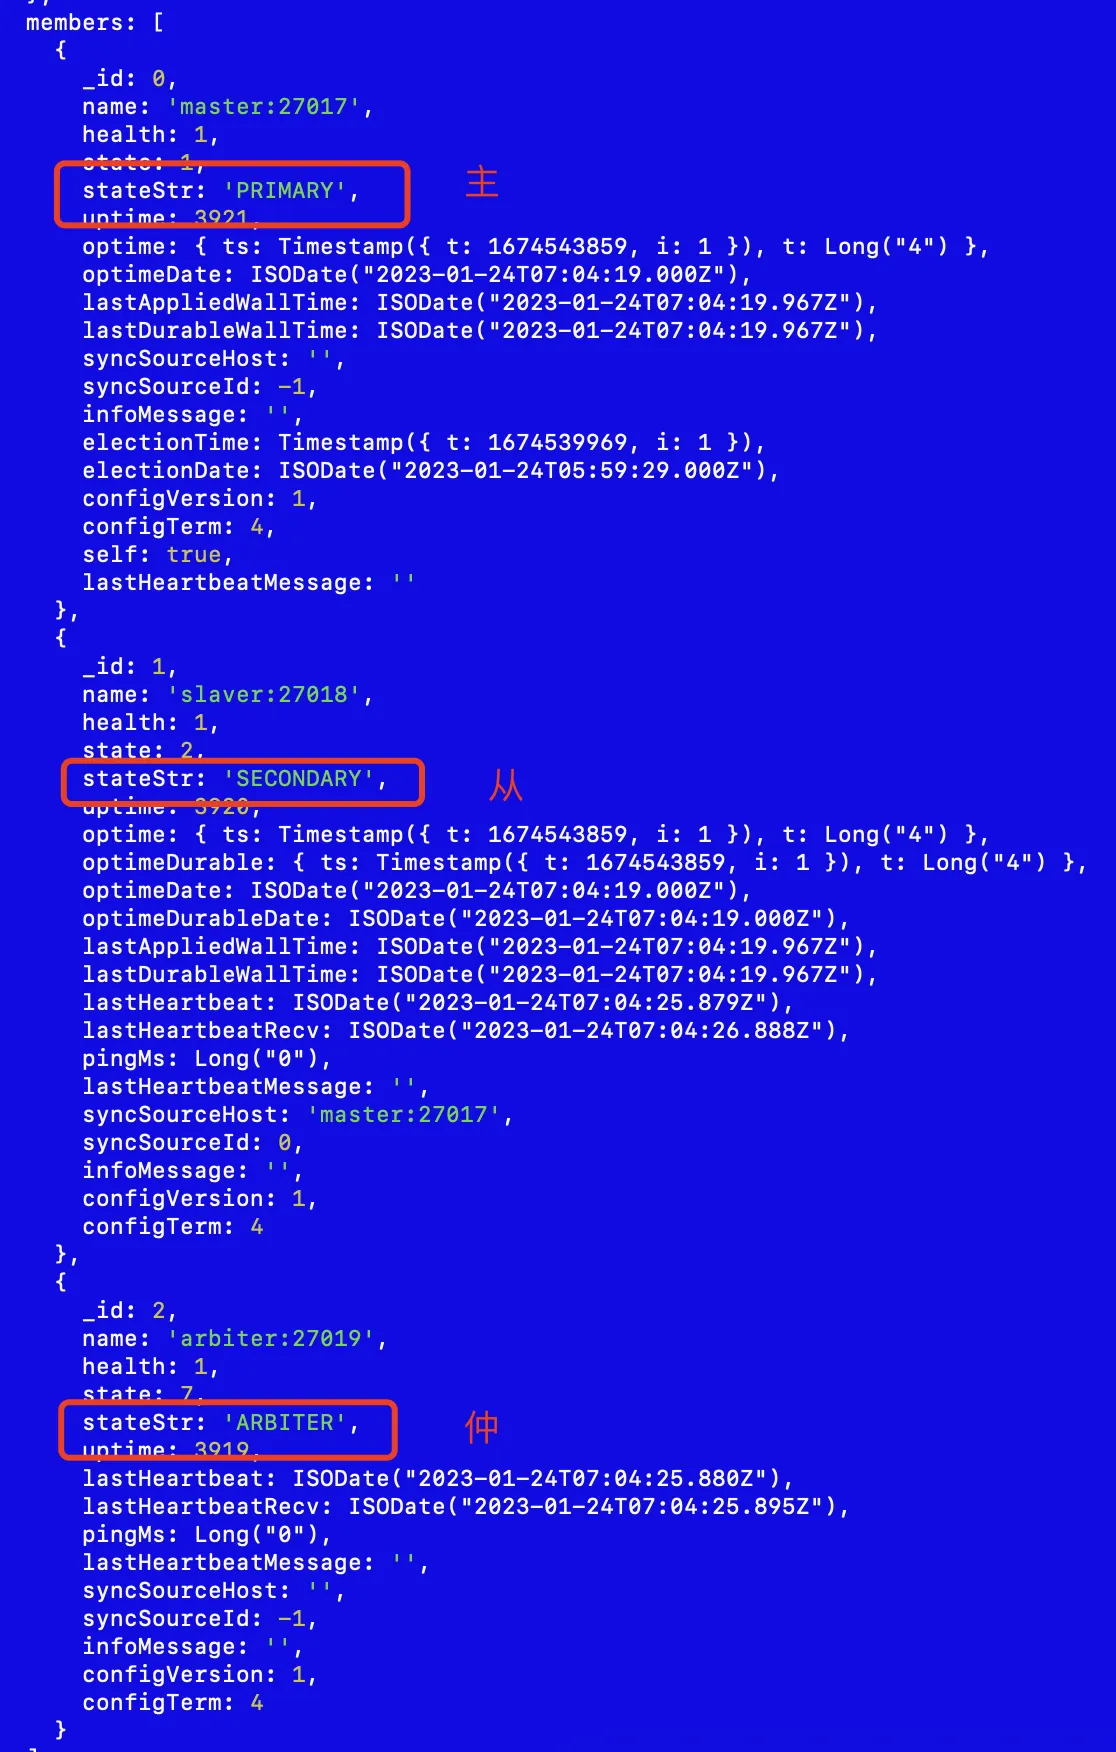 members: [
{
_id: 0,
name: 'master:27017',
health: 1,
state: 1,
stateStr: 'PRIMARY',
主
uptime: 3921,
optime: { ts: Timestamp({ t: 1674543859, i: 1 }), t: Long("4") },
optimeDate: ISODate("2023-01-24T07:04:19.000Z"),
lastAppliedWallTime: ISODate("2023-01-24T07:04:19.967Z"),
lastDurableWallTime: ISODate("2023-01-24T07:04:19.967Z"),
syncSourceHost: '',
syncSourceId: -1,
infoMessage: '',
electionTime: Timestamp({ t: 1674539969, i: 1 }),
electionDate: ISODate("2023-01-24T05:59:29.000Z"),
configVersion: 1,
configTerm: 4,
self: true,
lastHeartbeatMessage: ''
},
{
_id: 1,
name: 'slaver:27018',
health: 1,
state: 2,
stateStr: 'SECONDARY',
从
uptime: 3920,
optime: { ts: Timestamp({ t: 1674543859, i: 1 }), t: Long("4") },
optimeDurable: { ts: Timestamp({ t: 1674543859, i: 1 }), t: Long("4") },
optimeDate: ISODate("2023-01-24T07:04:19.000Z"),
optimeDurableDate: ISODate("2023-01-24T07:04:19.000Z"),
lastAppliedWallTime: ISODate("2023-01-24T07:04:19.967Z"),
lastDurableWallTime: ISODate("2023-01-24T07:04:19.967Z"),
lastHeartbeat: ISODate("2023-01-24T07:04:25.879Z"),
lastHeartbeatRecv: ISODate("2023-01-24T07:04:26.888Z"),
pingMs: Long("0"),
lastHeartbeatMessage: '',
syncSourceHost: 'master:27017',
syncSourceId: 0,
infoMessage: '',
configVersion: 1,
configTerm: 4
},
{
_id: 2,
name: 'arbiter:27019',
health: 1,
state: 7,
stateStr: 'ARBITER',
仲
uptime: 3919,
lastHeartbeat: ISODate("2023-01-24T07:04:25.880Z"),
lastHeartbeatRecv: ISODate("2023-01-24T07:04:25.895Z"),
pingMs: Long("0"),
lastHeartbeatMessage: '',
syncSourceHost: '',
syncSourceId: -1,
infoMessage: '',
configVersion: 1,
configTerm: 4
}